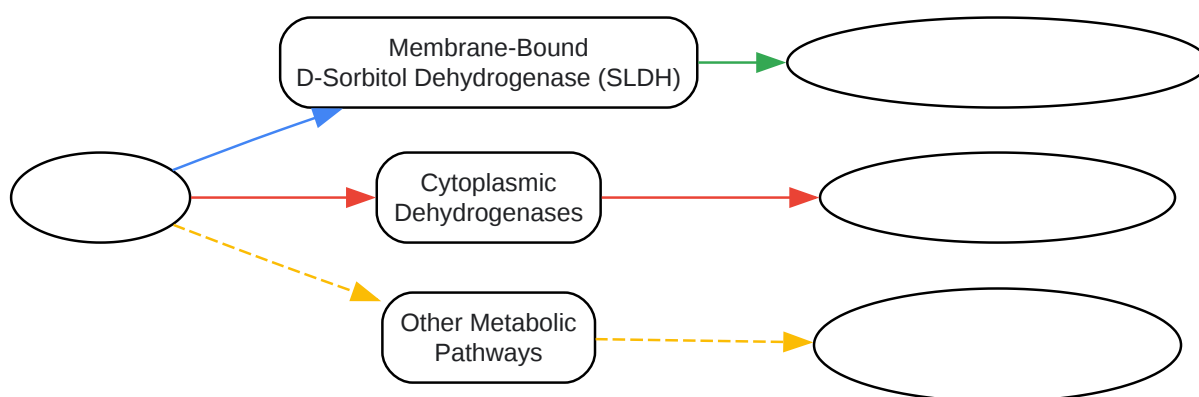 Membrane-Bound
D-Sorbitol Dehydrogenase (SLDH)
Cytoplasmic
Dehydrogenases
Other Metabolic
Pathways